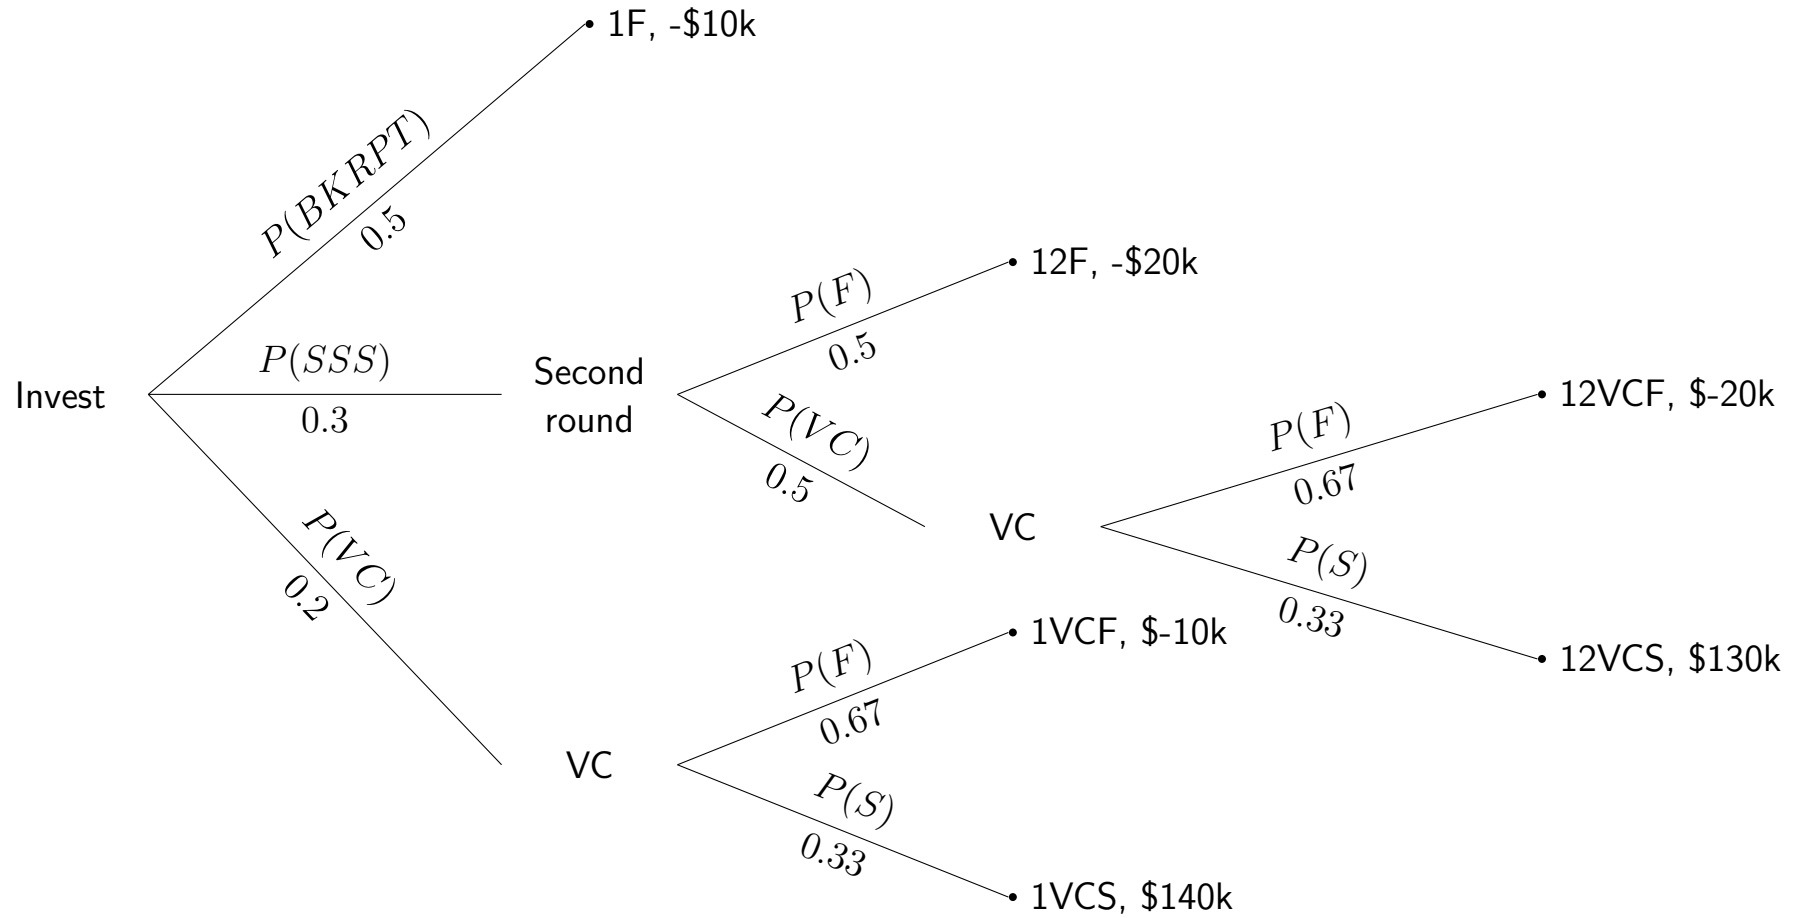 1F, -$10k
P(BKRPT)
0.5
12F, -$20k
P(F)
0.5
P(SSS)
0.3
Invest
Second
round
P(VC)
0.5
12VCF, $-20k
P(F)
0.67
VC
P(S)
0.33
12VCS, $130k
P(VC)
0.2
1VCF, $-10k
P(F)
0.67
VC
P(S)
0.33
1VCS, $140k